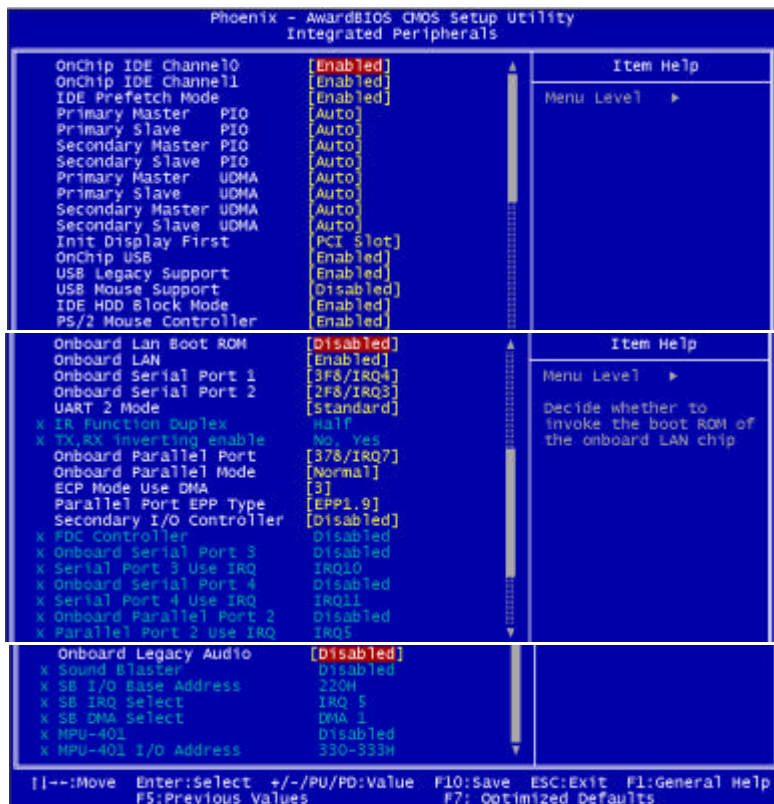 Phoenix - AwardBIOS CMOS Setup Utility
Integrated Peripherals
OnChip IDE Channel0 [Enabled]
OnChip IDE Channel1 [Enabled]
IDE Prefetch Mode [Enabled]
Primary Master PIO [Auto]
Primary Slave PIO [Auto]
Secondary Master PIO [Auto]
Secondary Slave PIO [Auto]
Primary Master UDMA [Auto]
Primary Slave UDMA [Auto]
Secondary Master UDMA [Auto]
Secondary Slave UDMA [Auto]
Init Display First [PCI Slot]
OnChip USB [Enabled]
USB Legacy Support [Enabled]
USB Mouse Support [Disabled]
IDE HDD Block Mode [Enabled]
PS/2 Mouse Controller [Enabled]
Item Help
Menu Level ▶
Onboard Lan Boot ROM [Disabled]
Onboard LAN [Enabled]
Onboard Serial Port 1 [3F8/IRQ4]
Onboard Serial Port 2 [2F8/IRQ3]
UART 2 Mode [Standard]
x IR Function Duplex Half
x TX,RX inverting enable No, Yes
Onboard Parallel Port [378/IRQ7]
Onboard Parallel Mode [Normal]
ECP Mode Use DMA [3]
Parallel Port EPP Type [EPP1.9]
Secondary I/O Controller [Disabled]
x FDC Controller Disabled
x Onboard Serial Port 3 Disabled
x Serial Port 3 Use IRQ IRQ10
x Onboard Serial Port 4 Disabled
x Serial Port 4 Use IRQ IRQ11
x Onboard Parallel Port 2 Disabled
x Parallel Port 2 Use IRQ IRQ5
Item Help
Menu Level ▶
Decide whether to
invoke the boot ROM of
the onboard LAN chip
Onboard Legacy Audio [Disabled]
x Sound Blaster Disabled
x SB I/O Base Address 220H
x SB IRQ Select IRQ 5
x SB DMA Select DMA 1
x MPU-401 Disabled
x MPU-401 I/O Address 330-333H
↑↓→←:Move Enter:Select +/-/PU/PD:Value F10:Save ESC:Exit F1:General Help
F5:Previous Values F7: Optimized Defaults